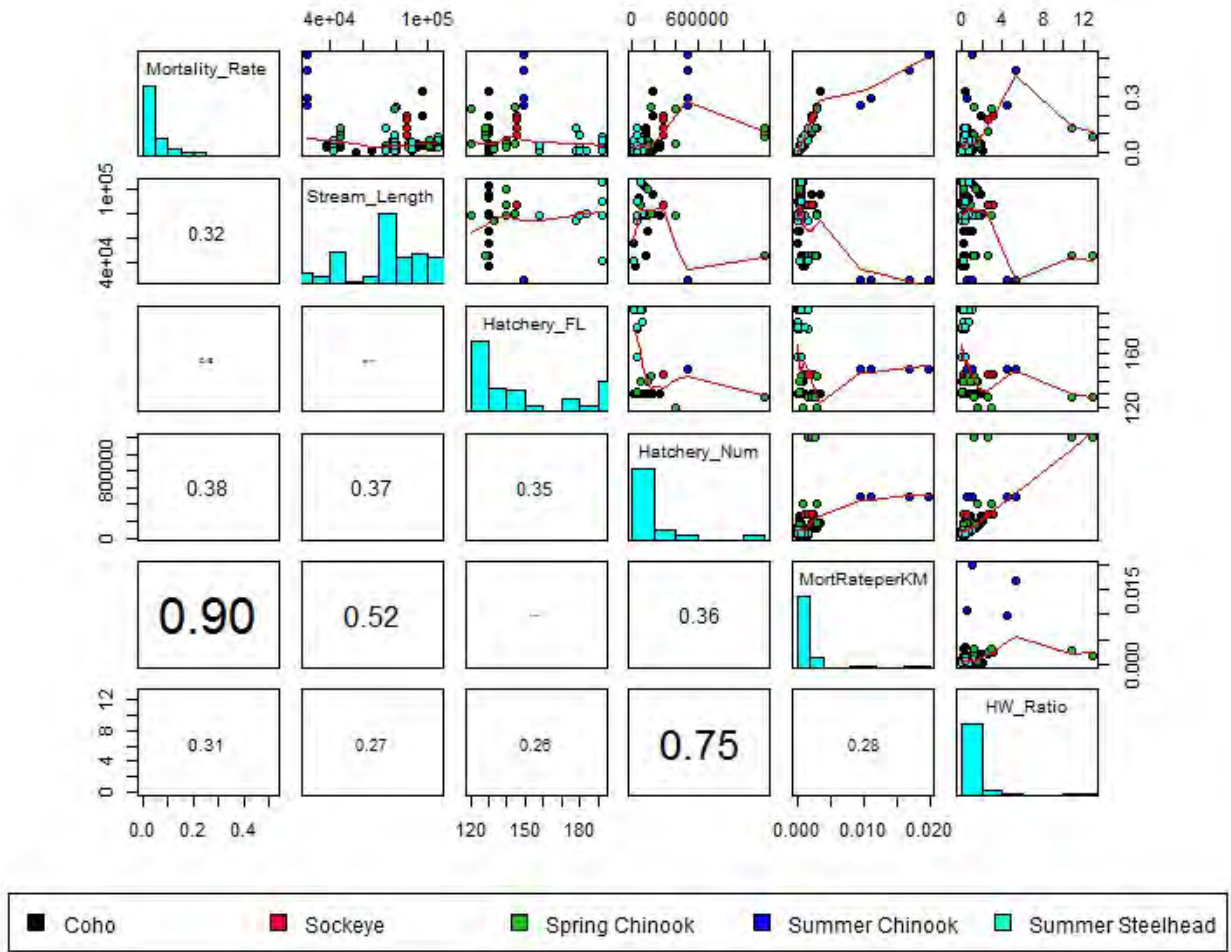 4e+04 1e+05 0 600000 0 4 8 12
Mortality_Rate
0.0 0.3
4e+04 1e+05
0.32
Stream_Length
Hatchery_FL
120 160
0 800000
0.38 0.37 0.35
Hatchery_Num
0.90 0.52 0.36
MortRateperKM
0.000 0.015
0 4 8 12
0.31 0.27 0.26 0.75 0.28
HW_Ratio
0.0 0.2 0.4 120 150 180 0.000 0.010 0.020
Coho Sockeye Spring Chinook Summer Chinook Summer Steelhead